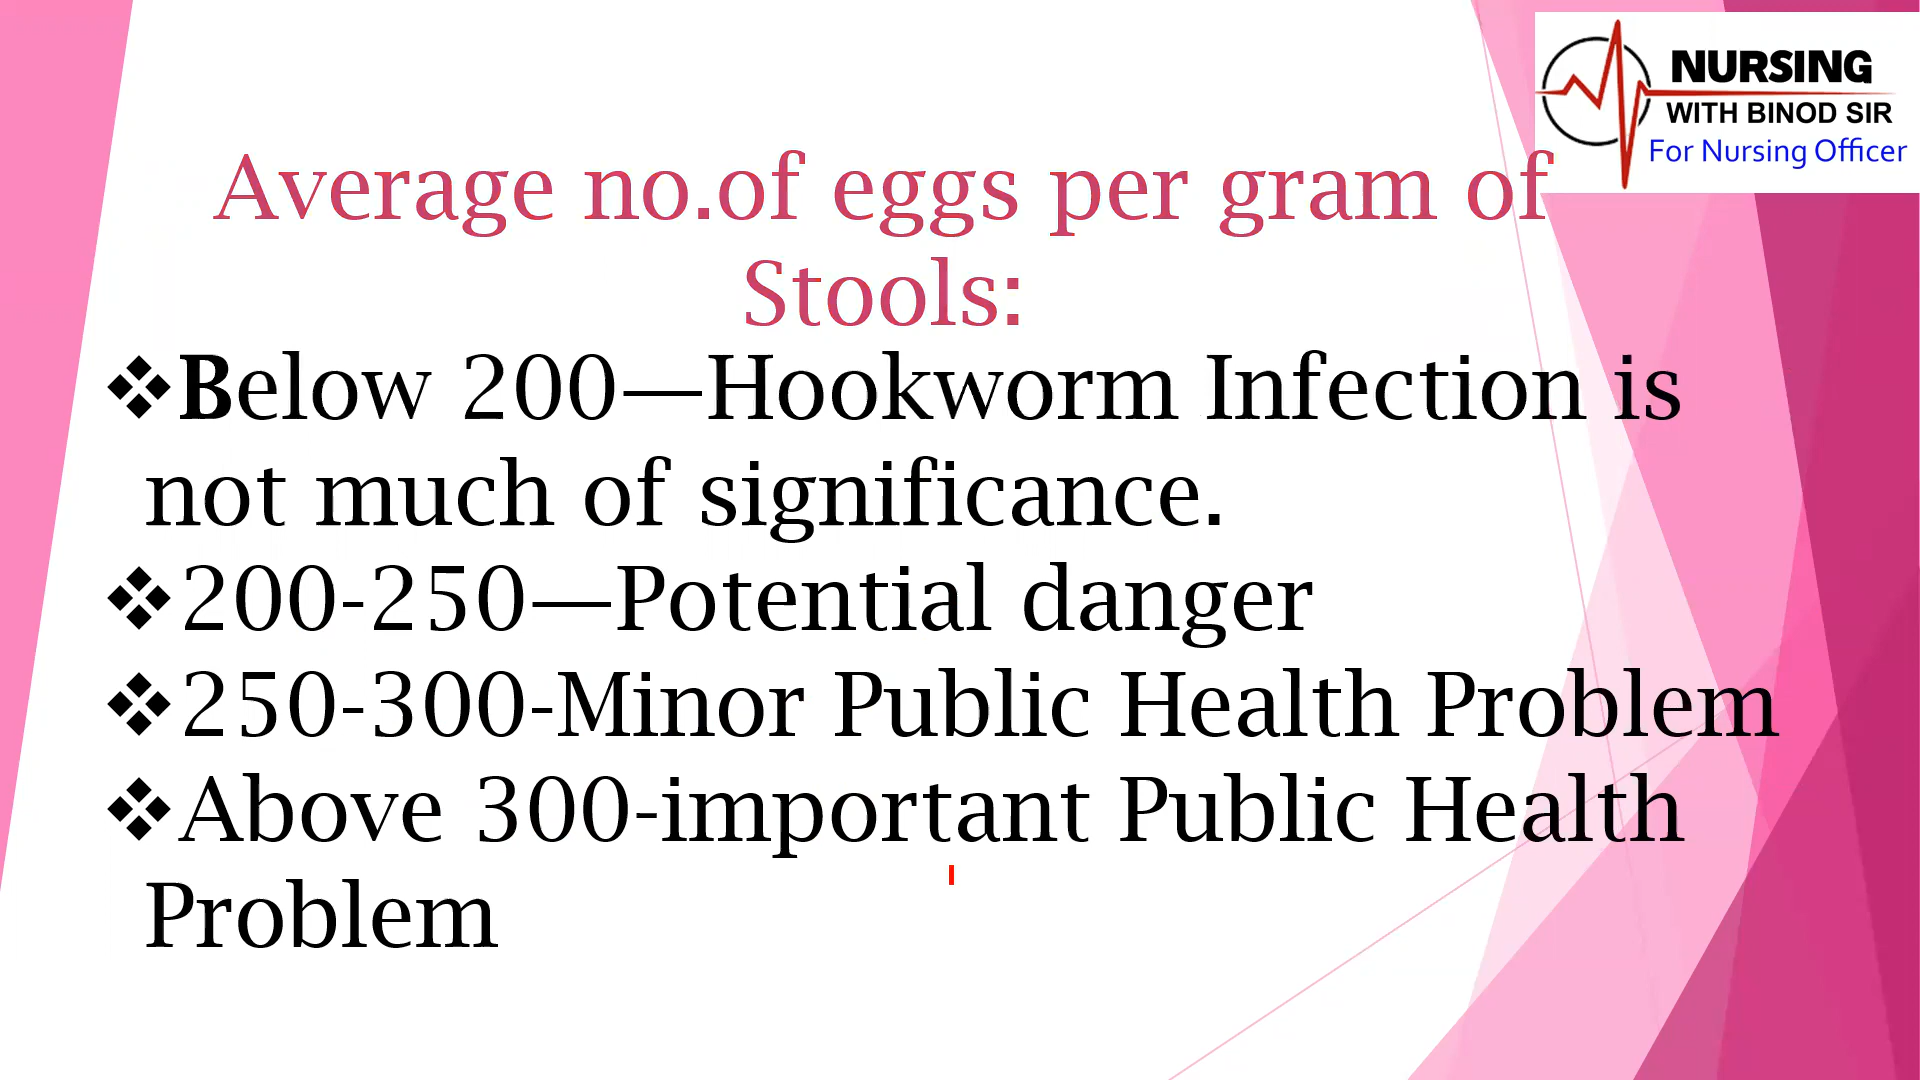 NURSING
WITH BINOD SIR
For Nursing Officer
Average no.of eggs per gram of
Stools:
❖Below 200—Hookworm Infection is
not much of significance.
❖200-250—Potential danger
❖250-300-Minor Public Health Problem
❖Above 300-important Public Health
Problem